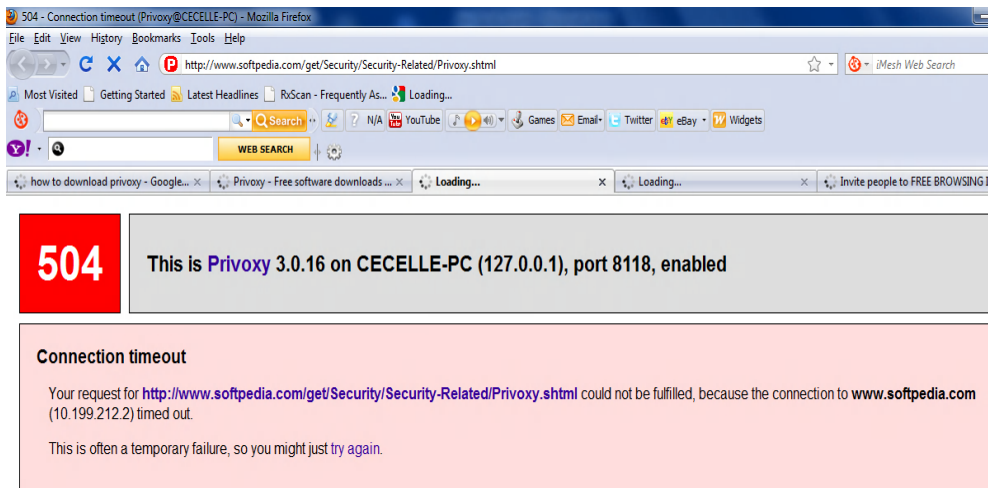 504 - Connection timeout (Privoxy@CECELLE-PC) - Mozilla Firefox
File Edit View History Bookmarks Tools Help
http://www.softpedia.com/get/Security/Security-Related/Privoxy.shtml iMesh Web Search
Most Visited Getting Started Latest Headlines RxScan - Frequently As... Loading...
Search N/A YouTube Games Email Twitter eBay Widgets
Y! WEB SEARCH
how to download privoxy - Google... Privoxy - Free software downloads ... Loading... Loading... Invite people to FREE BROWSING
504
This is Privoxy 3.0.16 on CECELLE-PC (127.0.0.1), port 8118, enabled
Connection timeout
Your request for http://www.softpedia.com/get/Security/Security-Related/Privoxy.shtml could not be fulfilled, because the connection to www.softpedia.com
(10.199.212.2) timed out.
This is often a temporary failure, so you might just try again.